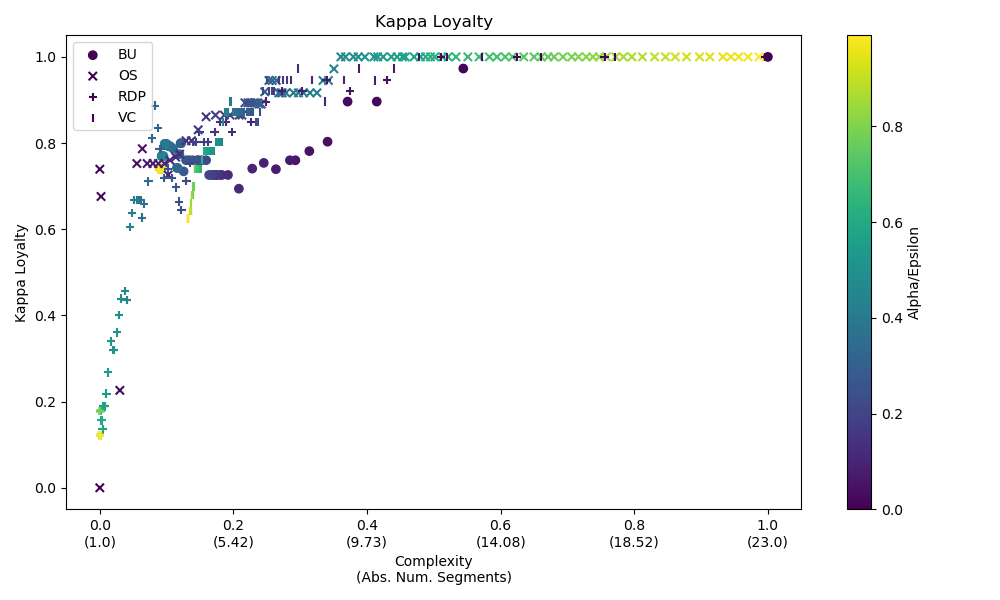 Kappa Loyalty
BU
OS
RDP
VC
Kappa Loyalty
1.0
0.8
0.6
0.4
0.2
0.0
0.0
(1.0)
0.2
(5.42)
0.4
(9.73)
0.6
(14.08)
0.8
(18.52)
1.0
(23.0)
Complexity
(Abs. Num. Segments)
0.8
0.6
0.4
0.2
0.0
Alpha/Epsilon